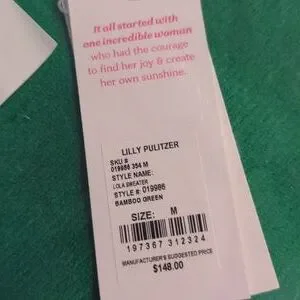 It all started with
one incredible woman
who had the courage
to find her joy & create
her own sunshine.
LILLY PULITZER
SKU #
019986 354 M
STYLE NAME:
LOLA SWEATER
STYLE #: 019986
BAMBOO GREEN
SIZE: M
197367 312324
MANUFACTURER'S SUGGESTED PRICE
$148.00